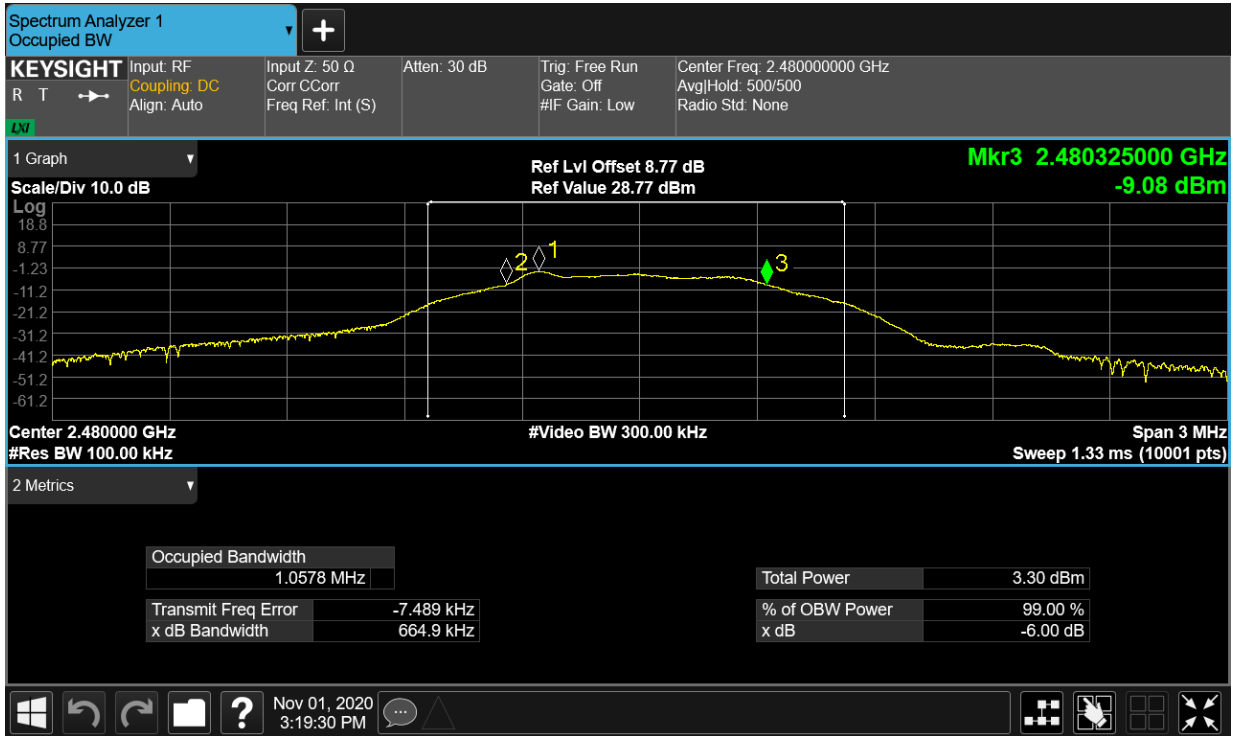 Spectrum Analyzer 1
Occupied BW
KEYSIGHT
R T
LXI
Input: RF
Coupling: DC
Align: Auto
Input Z: 50 Ω
Corr CCorr
Freq Ref: Int (S)
Atten: 30 dB
Trig: Free Run
Gate: Off
#IF Gain: Low
Center Freq: 2.480000000 GHz
Avg|Hold: 500/500
Radio Std: None
1 Graph
Scale/Div 10.0 dB
Ref Lvl Offset 8.77 dB
Ref Value 28.77 dBm
Mkr3 2.480325000 GHz
-9.08 dBm
Log
18.8
8.77
-1.23
-11.2
-21.2
-31.2
-41.2
-51.2
-61.2
2
1
3
Center 2.480000 GHz
#Res BW 100.00 kHz
#Video BW 300.00 kHz
Span 3 MHz
Sweep 1.33 ms (10001 pts)
2 Metrics
Occupied Bandwidth
1.0578 MHz
Transmit Freq Error -7.489 kHz
x dB Bandwidth 664.9 kHz
Total Power 3.30 dBm
% of OBW Power 99.00 %
x dB -6.00 dB
?
Nov 01, 2020
3:19:30 PM